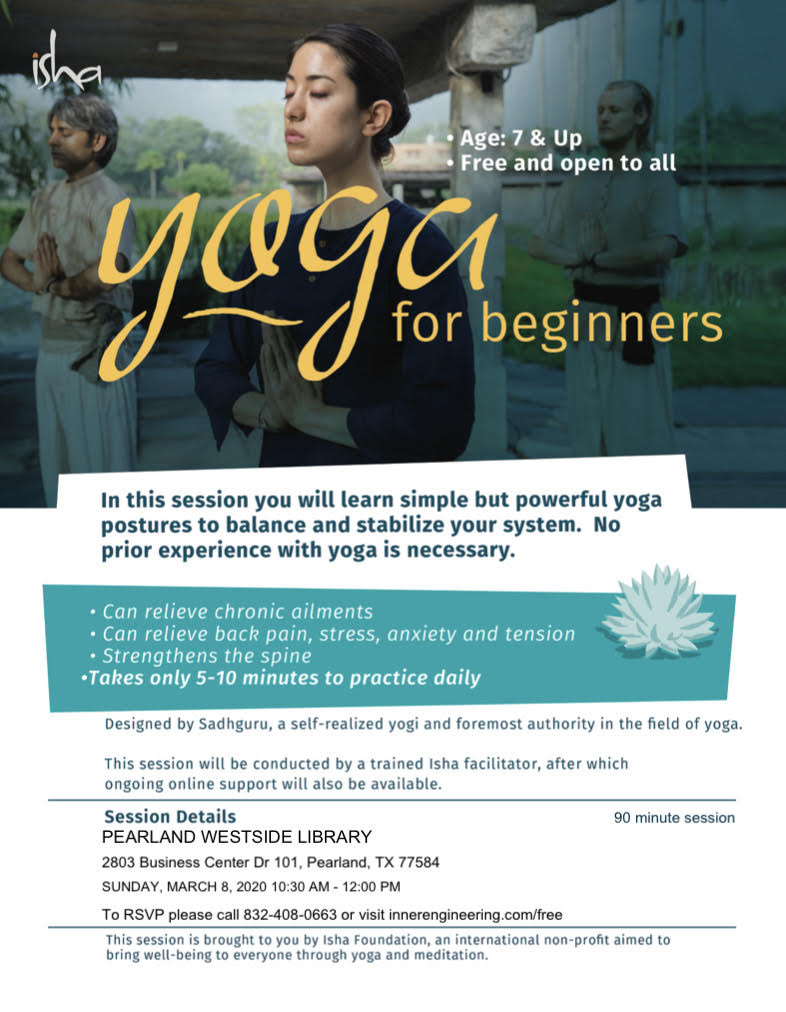 isha
• Age: 7 & Up
• Free and open to all
yoga
for beginners
In this session you will learn simple but powerful yoga
postures to balance and stabilize your system.  No
prior experience with yoga is necessary.
• Can relieve chronic ailments
• Can relieve back pain, stress, anxiety and tension
• Strengthens the spine
•Takes only 5-10 minutes to practice daily
Designed by Sadhguru, a self-realized yogi and foremost authority in the field of yoga.
This session will be conducted by a trained Isha facilitator, after which
ongoing online support will also be available.
Session Details
90 minute session
PEARLAND WESTSIDE LIBRARY
2803 Business Center Dr 101, Pearland, TX 77584
SUNDAY, MARCH 8, 2020 10:30 AM - 12:00 PM
To RSVP please call 832-408-0663 or visit innerengineering.com/free
This session is brought to you by Isha Foundation, an international non-profit aimed to
bring well-being to everyone through yoga and meditation.